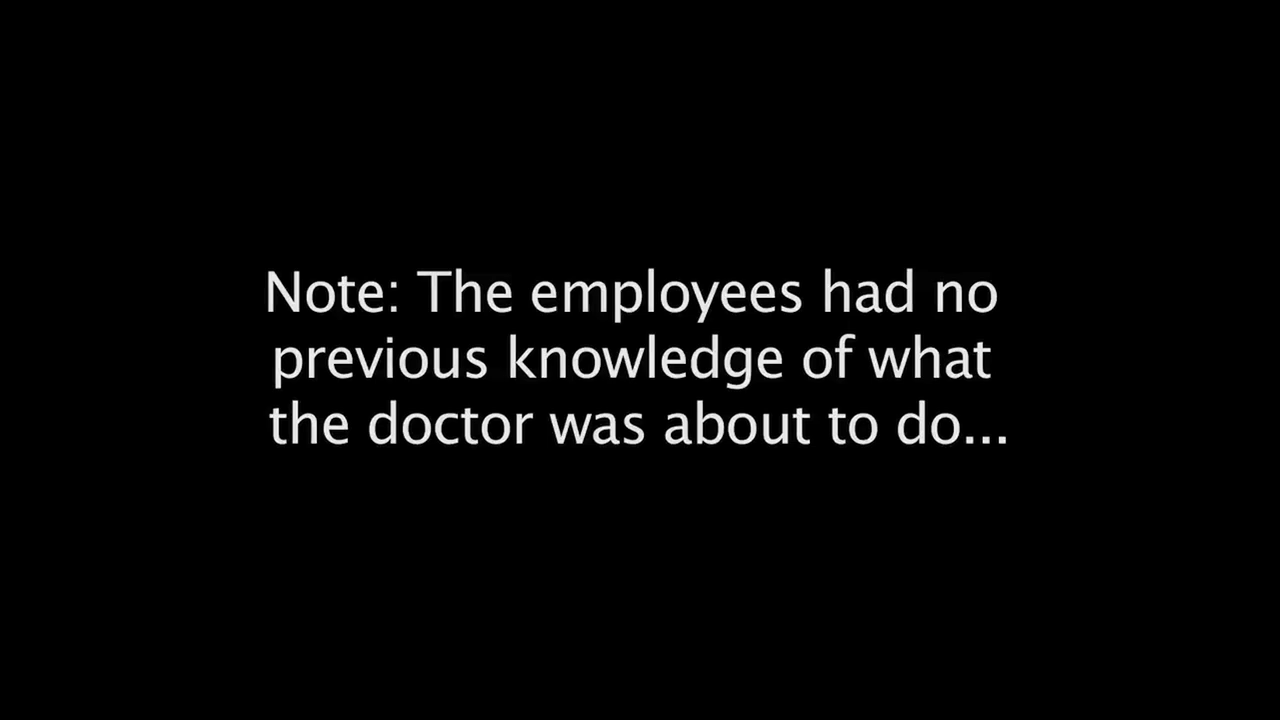 Note: The employees had no
previous knowledge of what
the doctor was about to do...